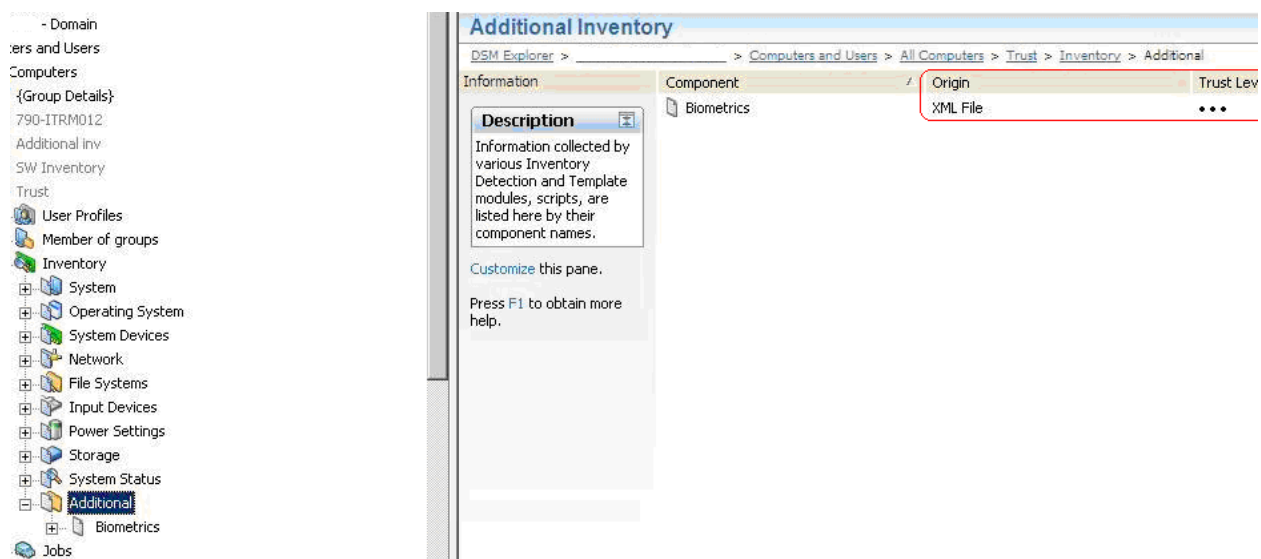 - Domain
ers and Users
Computers
{Group Details}
790-ITRM012
Additional inv
SW Inventory
Trust
User Profiles
Member of groups
Inventory
System
Operating System
System Devices
Network
File Systems
Input Devices
Power Settings
Storage
System Status
Additional
Biometrics
Jobs
Additional Inventory
DSM Explorer > > Computers and Users > All Computers > Trust > Inventory > Additional
Information
Description
Information collected by
various Inventory
Detection and Template
modules, scripts, are
listed here by their
component names.
Customize this pane.
Press F1 to obtain more
help.
Component Origin Trust Lev
Biometrics XML File •••